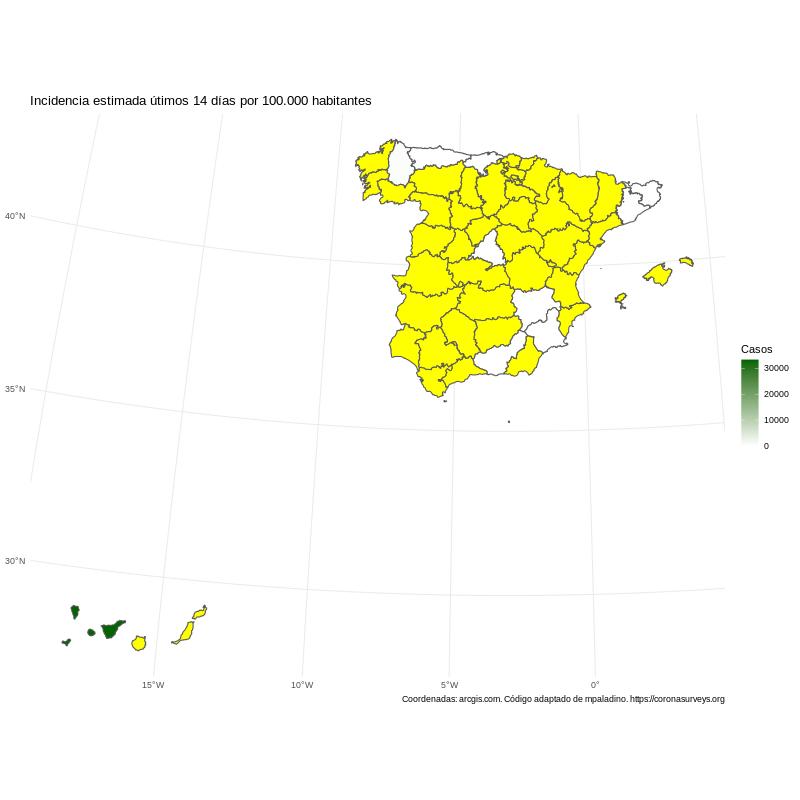 Incidencia estimada útimos 14 días por 100.000 habitantes
40°N
35°N
30°N
15°W
10°W
5°W
0°
Casos
30000
20000
10000
0
Coordenadas: arcgis.com. Código adaptado de mpaladino. https://coronasurveys.org